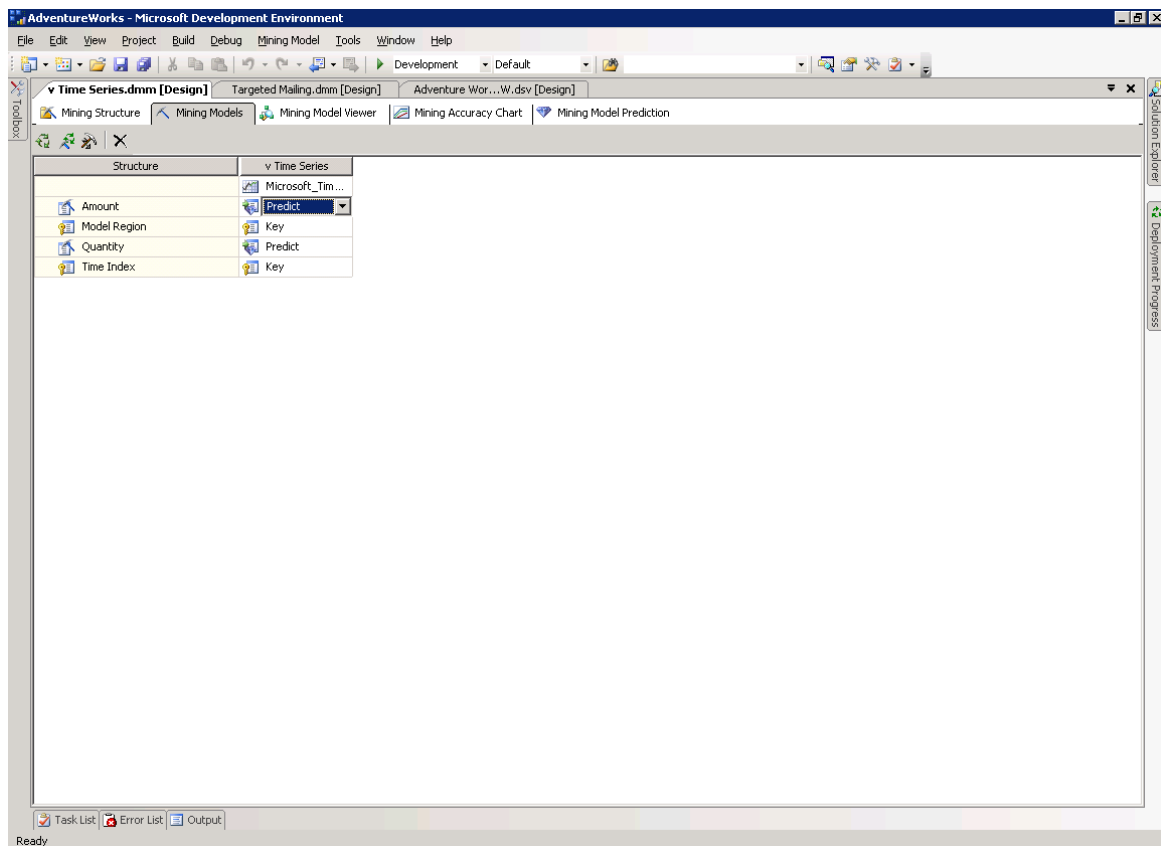 AdventureWorks - Microsoft Development Environment
File Edit View Project Build Debug Mining Model Tools Window Help
Development Default
v Time Series.dmm [Design] Targeted Mailing.dmm [Design] Adventure Wor...W.dsv [Design]
Mining Structure Mining Models Mining Model Viewer Mining Accuracy Chart Mining Model Prediction
Toolbox
Solution Explorer
Deployment Progress
Structure v Time Series
Microsoft_Tim...
Amount Predict
Model Region Key
Quantity Predict
Time Index Key
Task List Error List Output
Ready